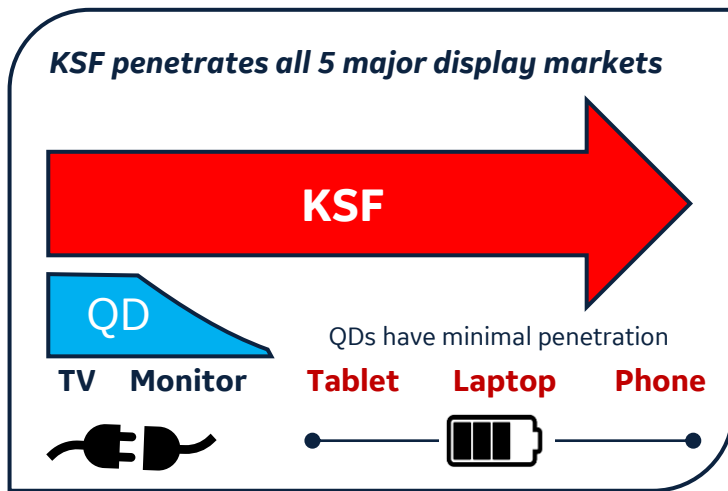 KSF penetrates all 5 major display markets
KSF
QD
QDs have minimal penetration
TV Monitor Tablet Laptop Phone